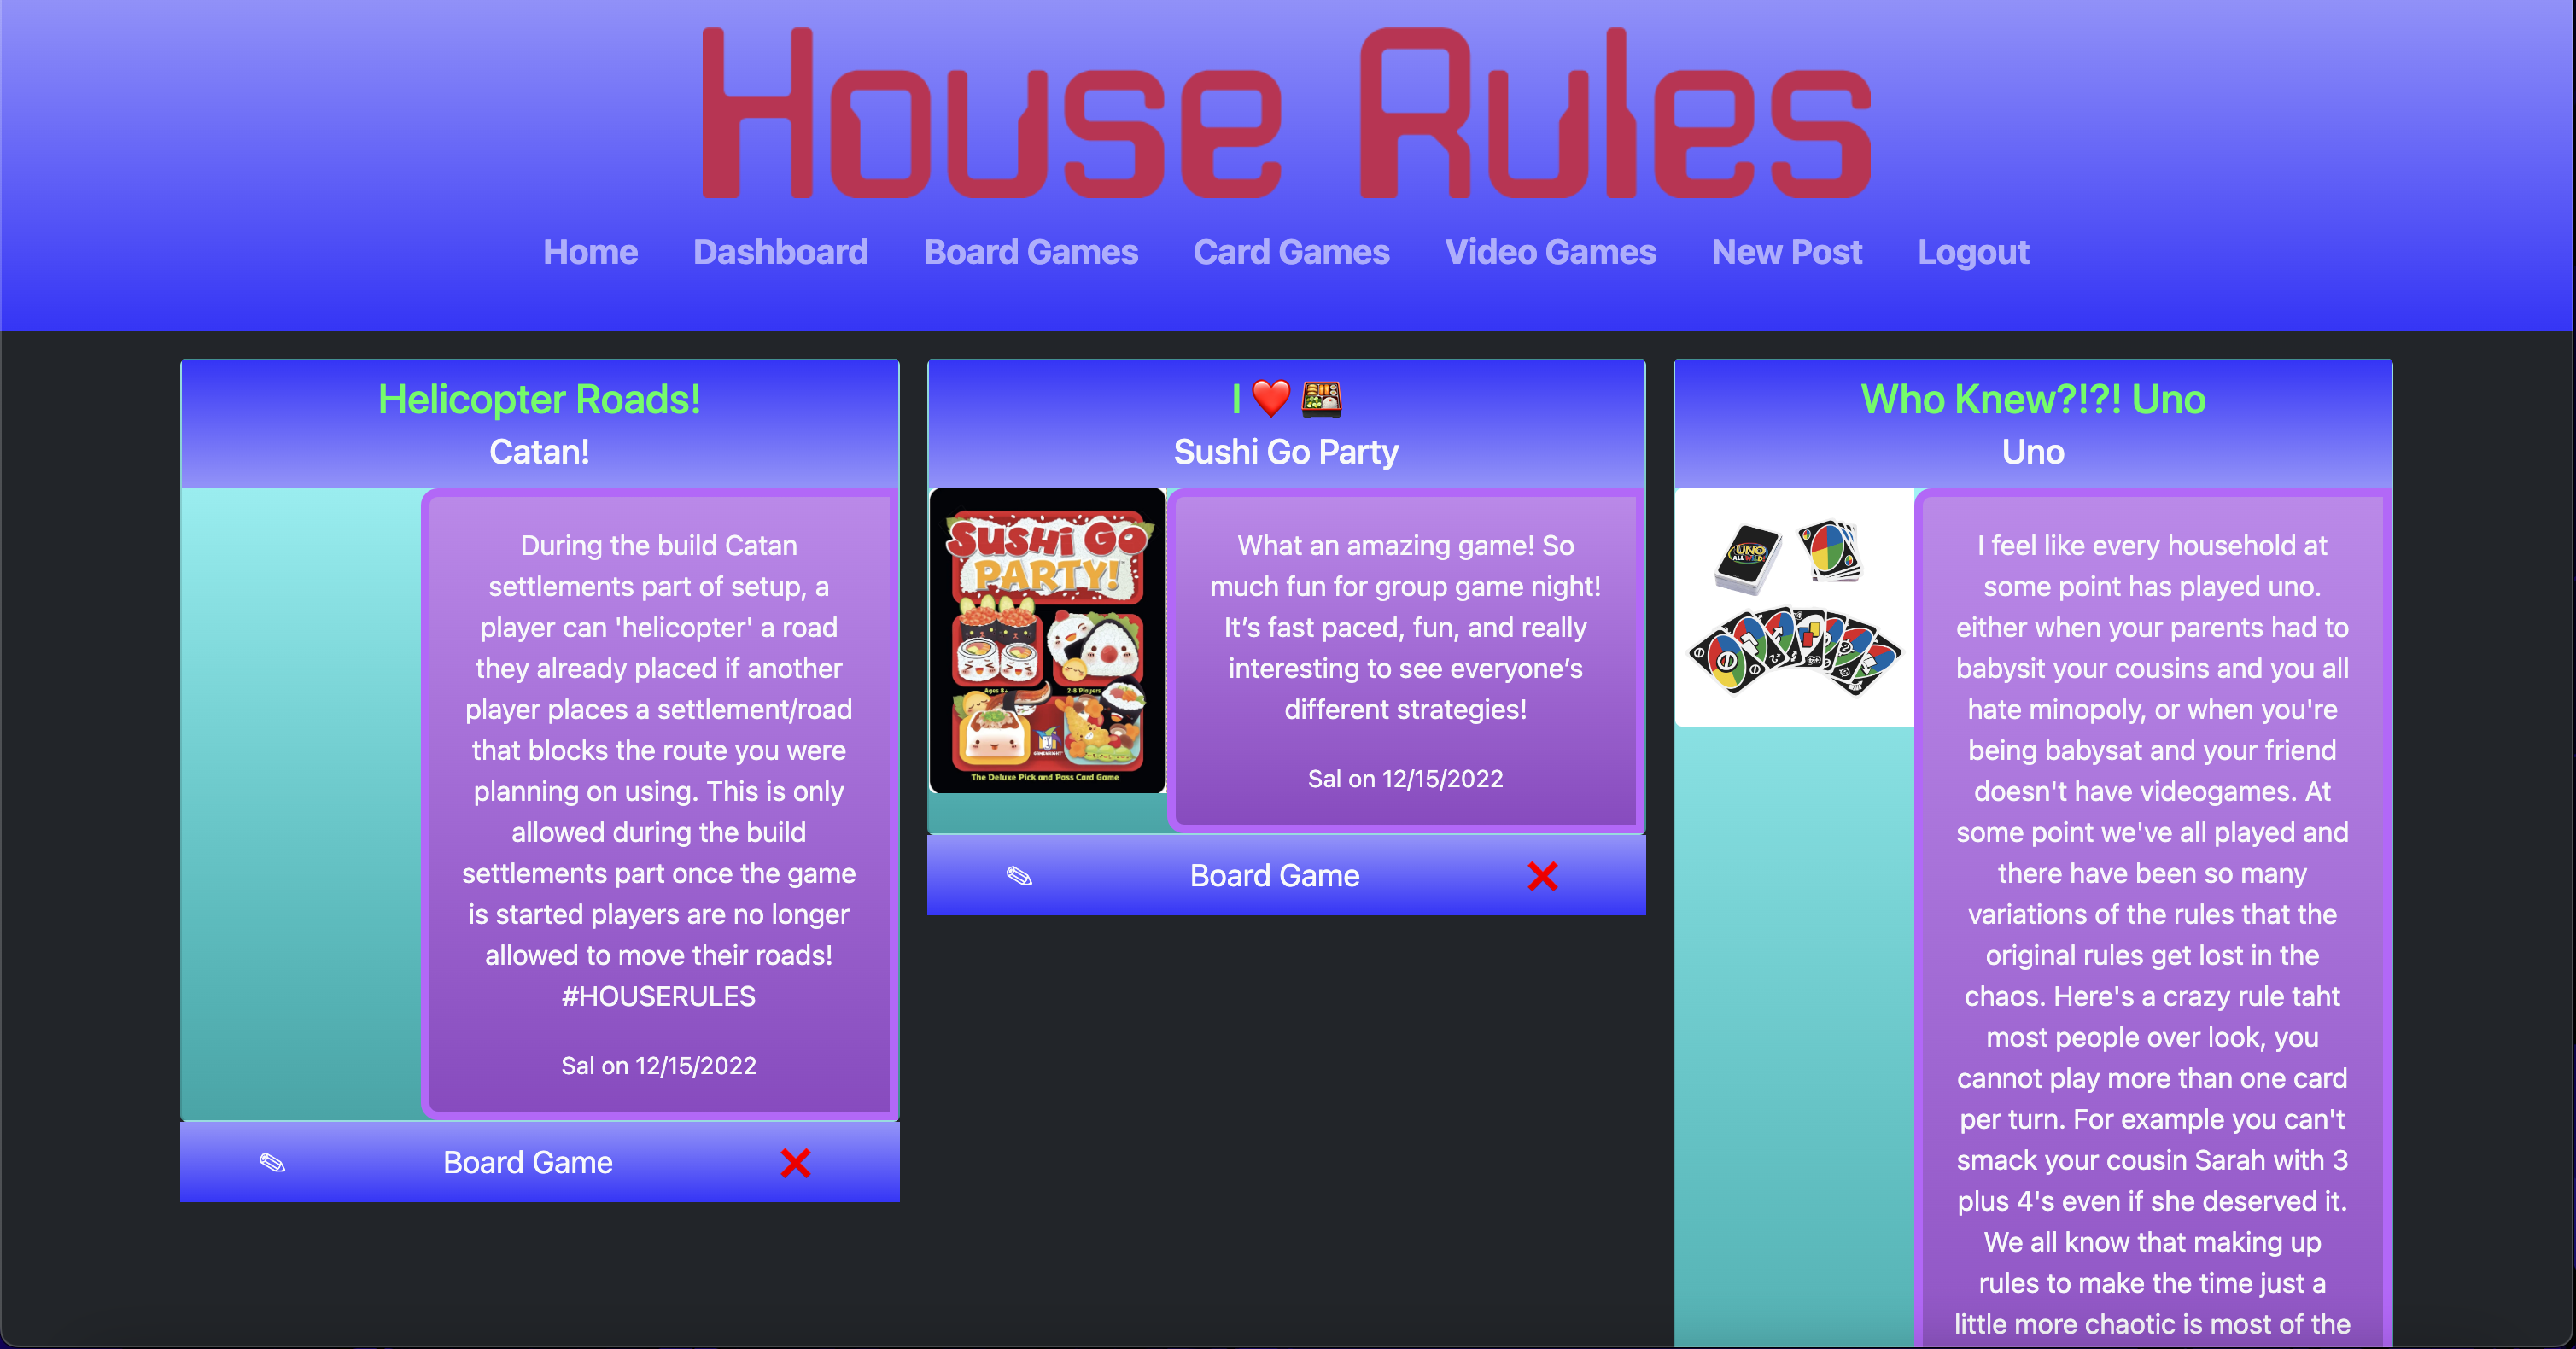 House Rules
Home Dashboard Board Games Card Games Video Games New Post Logout
Helicopter Roads!
Catan!
During the build Catan
settlements part of setup, a
player can 'helicopter' a road
they already placed if another
player places a settlement/road
that blocks the route you were
planning on using. This is only
allowed during the build
settlements part once the game
is started players are no longer
allowed to move their roads!
#HOUSERULES
Sal on 12/15/2022
✎ Board Game ❌
I ❤️ 🍱
Sushi Go Party
SUSHI GO
PARTY!
Ages 8+ 2-8 Players
GAMEWRIGHT
The Deluxe Pick and Pass Card Game
What an amazing game! So
much fun for group game night!
It’s fast paced, fun, and really
interesting to see everyone’s
different strategies!
Sal on 12/15/2022
✎ Board Game ❌
Who Knew?!?! Uno
Uno
UNO
ALL WILD
I feel like every household at
some point has played uno.
either when your parents had to
babysit your cousins and you all
hate minopoly, or when you're
being babysat and your friend
doesn't have videogames. At
some point we've all played and
there have been so many
variations of the rules that the
original rules get lost in the
chaos. Here's a crazy rule taht
most people over look, you
cannot play more than one card
per turn. For example you can't
smack your cousin Sarah with 3
plus 4's even if she deserved it.
We all know that making up
rules to make the time just a
little more chaotic is most of the